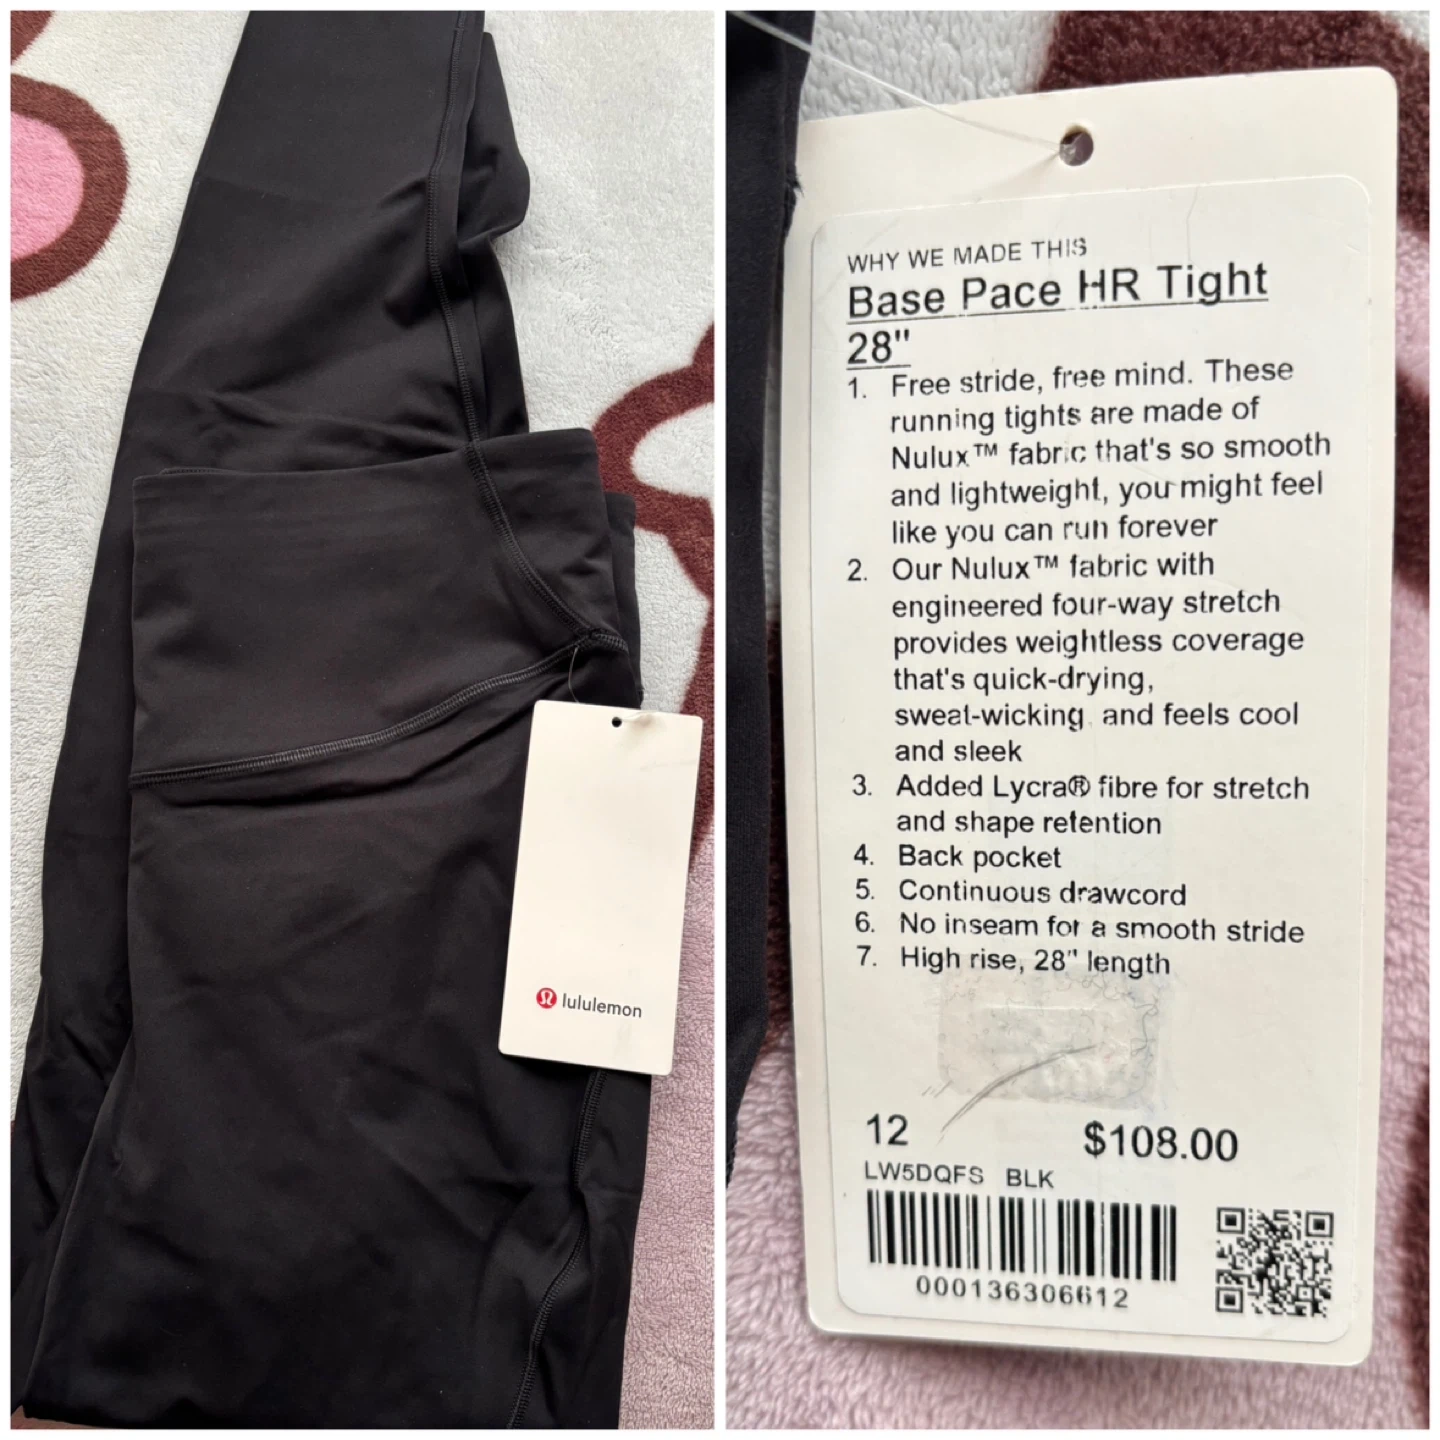 lululemon
WHY WE MADE THIS
Base Pace HR Tight
28"
1. Free stride, free mind. These
running tights are made of
Nulux™ fabric that's so smooth
and lightweight, you might feel
like you can run forever
2. Our Nulux™ fabric with
engineered four-way stretch
provides weightless coverage
that's quick-drying,
sweat-wicking, and feels cool
and sleek
3. Added Lycra® fibre for stretch
and shape retention
4. Back pocket
5. Continuous drawcord
6. No inseam for a smooth stride
7. High rise, 28" length
12 $108.00
LW5DQFS BLK
000136306612